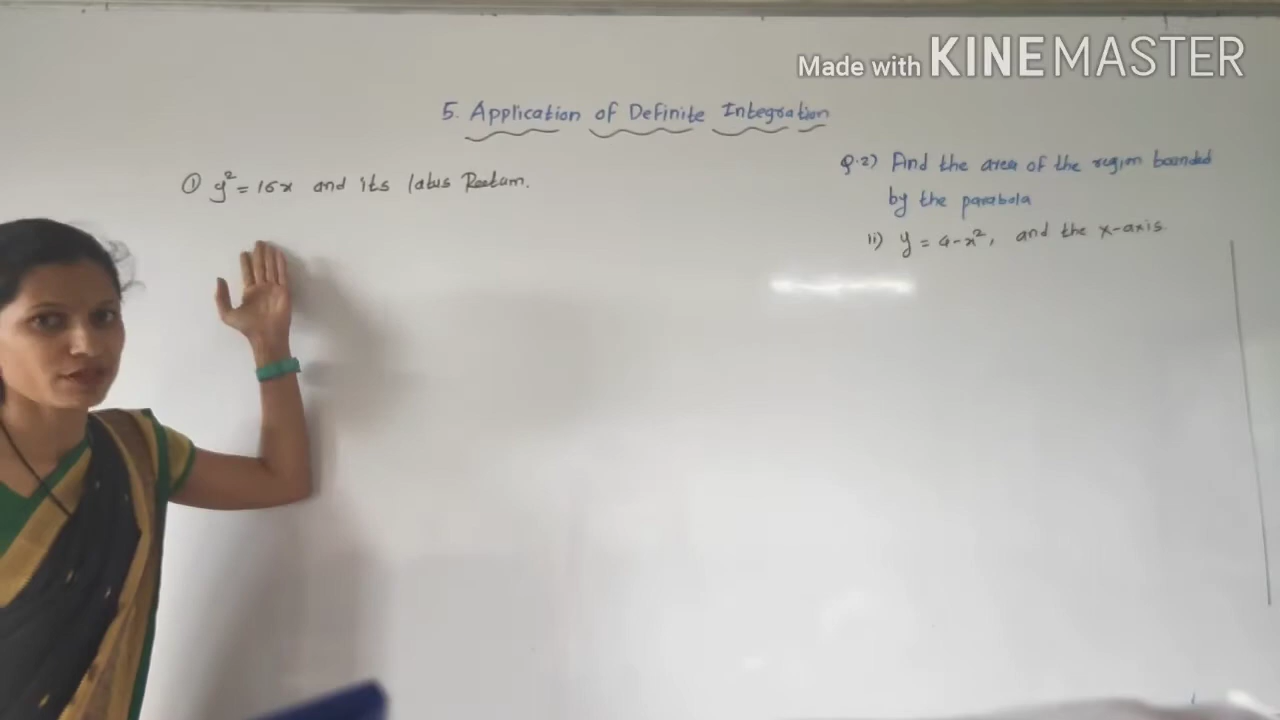 Made with KINEMASTER
5. Application of Definite Integration
① y² = 16x and its latus Rectum.
Q.2) Find the area of the region bounded
by the parabola
ii) y = 4-x², and the x-axis.